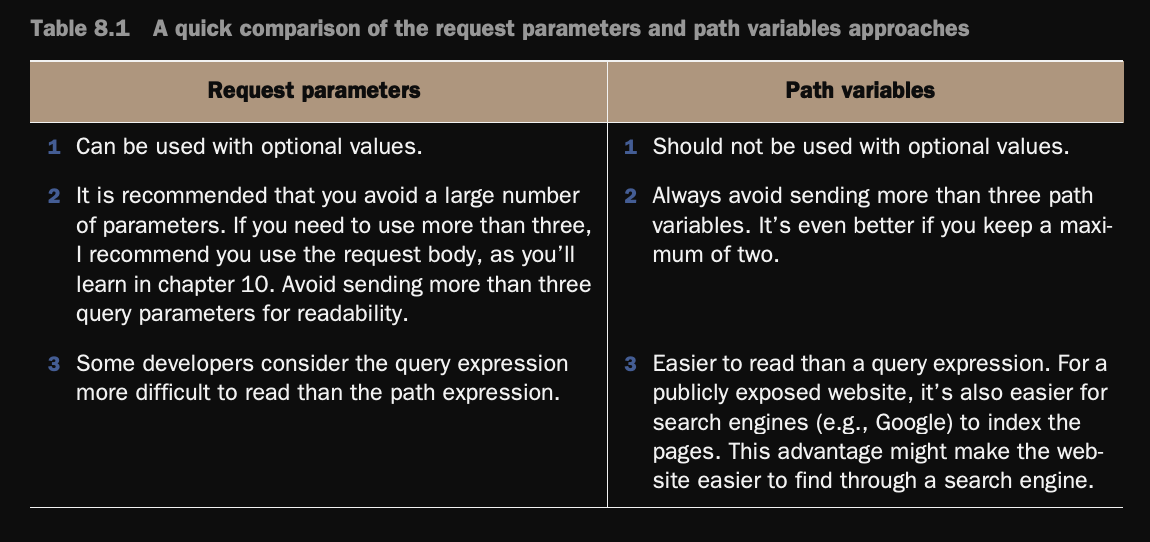 Table 8.1 A quick comparison of the request parameters and path variables approaches
Request parameters
Path variables
1 Can be used with optional values.
1 Should not be used with optional values.
2 It is recommended that you avoid a large number
of parameters. If you need to use more than three,
I recommend you use the request body, as you’ll
learn in chapter 10. Avoid sending more than three
query parameters for readability.
2 Always avoid sending more than three path
variables. It’s even better if you keep a maxi-
mum of two.
3 Some developers consider the query expression
more difficult to read than the path expression.
3 Easier to read than a query expression. For a
publicly exposed website, it’s also easier for
search engines (e.g., Google) to index the
pages. This advantage might make the web-
site easier to find through a search engine.